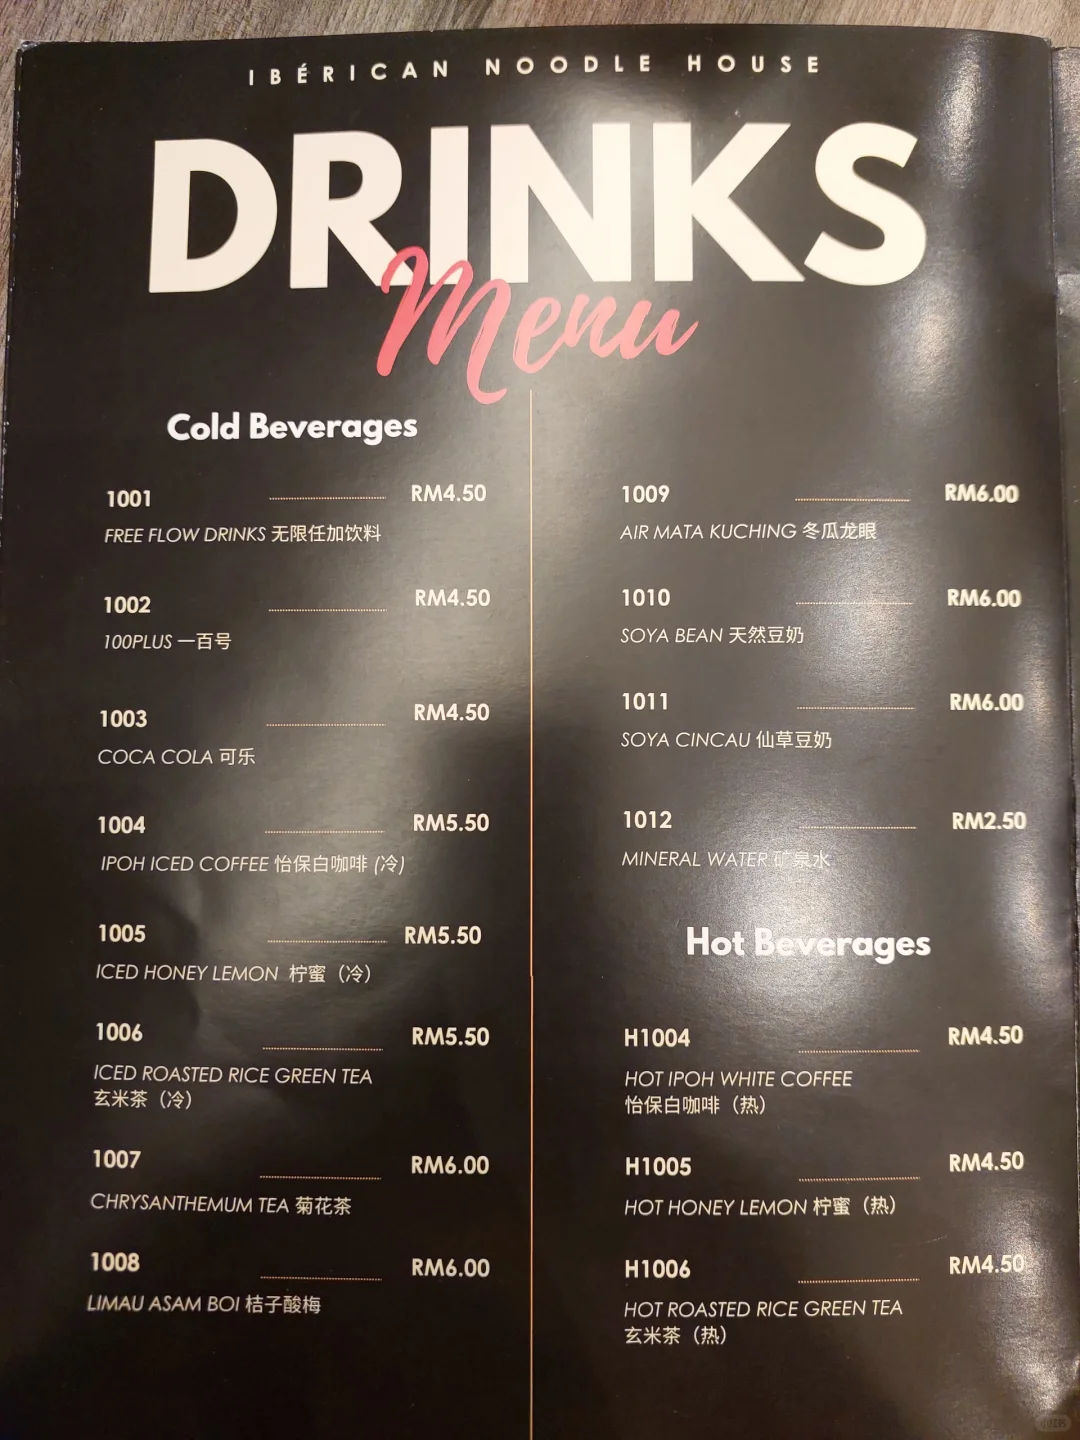 IBÉRICAN NOODLE HOUSE
DRINKS
Menu
Cold Beverages
1001 RM4.50
FREE FLOW DRINKS 无限任加饮料
1002 RM4.50
100PLUS 一百号
1003 RM4.50
COCA COLA 可乐
1004 RM5.50
IPOH ICED COFFEE 怡保白咖啡 (冷)
1005 RM5.50
ICED HONEY LEMON 柠蜜（冷）
1006 RM5.50
ICED ROASTED RICE GREEN TEA
玄米茶（冷）
1007 RM6.00
CHRYSANTHEMUM TEA 菊花茶
1008 RM6.00
LIMAU ASAM BOI 桔子酸梅
1009 RM6.00
AIR MATA KUCHING 冬瓜龙眼
1010 RM6.00
SOYA BEAN 天然豆奶
1011 RM6.00
SOYA CINCAU 仙草豆奶
1012 RM2.50
MINERAL WATER 矿泉水
Hot Beverages
H1004 RM4.50
HOT IPOH WHITE COFFEE
怡保白咖啡（热）
H1005 RM4.50
HOT HONEY LEMON 柠蜜（热）
H1006 RM4.50
HOT ROASTED RICE GREEN TEA
玄米茶（热）